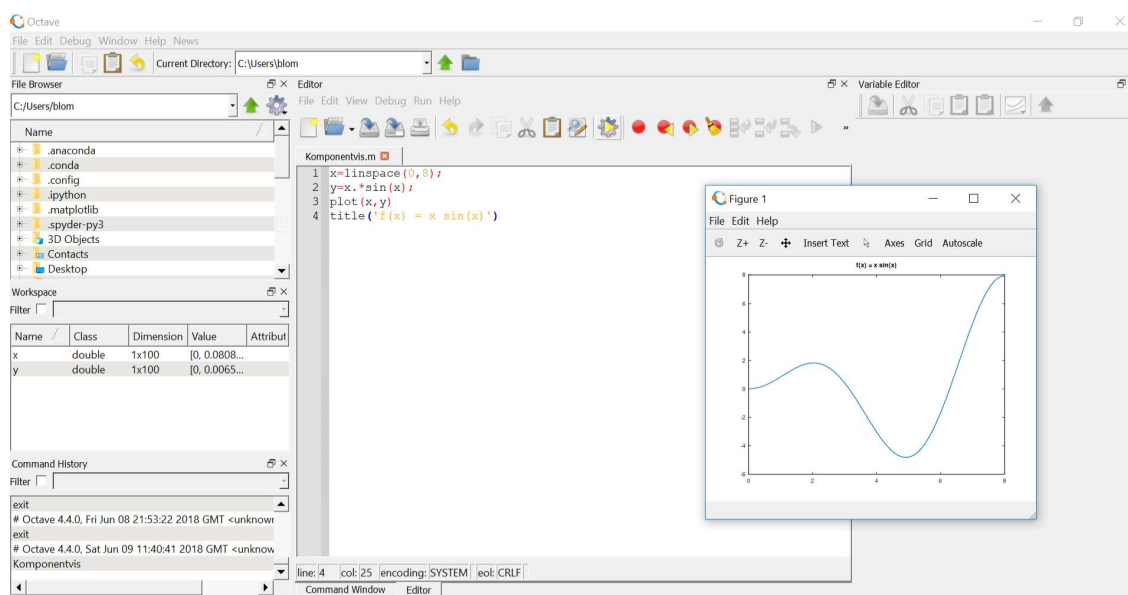 Octave
File Edit Debug Window Help News
Current Directory: C:\Users\blom
File Browser
C:/Users/blom
Name
.anaconda
.conda
.config
.ipython
.matplotlib
.spyder-py3
3D Objects
Contacts
Desktop
Workspace
Filter
Name Class Dimension Value Attribut
x double 1x100 [0, 0.0808...
y double 1x100 [0, 0.0065...
Command History
Filter
exit
# Octave 4.4.0, Fri Jun 08 21:53:22 2018 GMT <unknown
exit
# Octave 4.4.0, Sat Jun 09 11:40:41 2018 GMT <unknow
Komponentvis
Editor
File Edit View Debug Run Help
»
Komponentvis.m
1 x=linspace(0,8);
2 y=x.*sin(x);
3 plot(x,y)
4 title('f(x) = x sin(x)')
line: 4 col: 25 encoding: SYSTEM eol: CRLF
Command Window Editor
Variable Editor
Figure 1
File Edit Help
Z+ Z- Insert Text Axes Grid Autoscale
f(x) = x sin(x)
8
6
4
2
0
-2
-4
-6
0 2 4 6 8